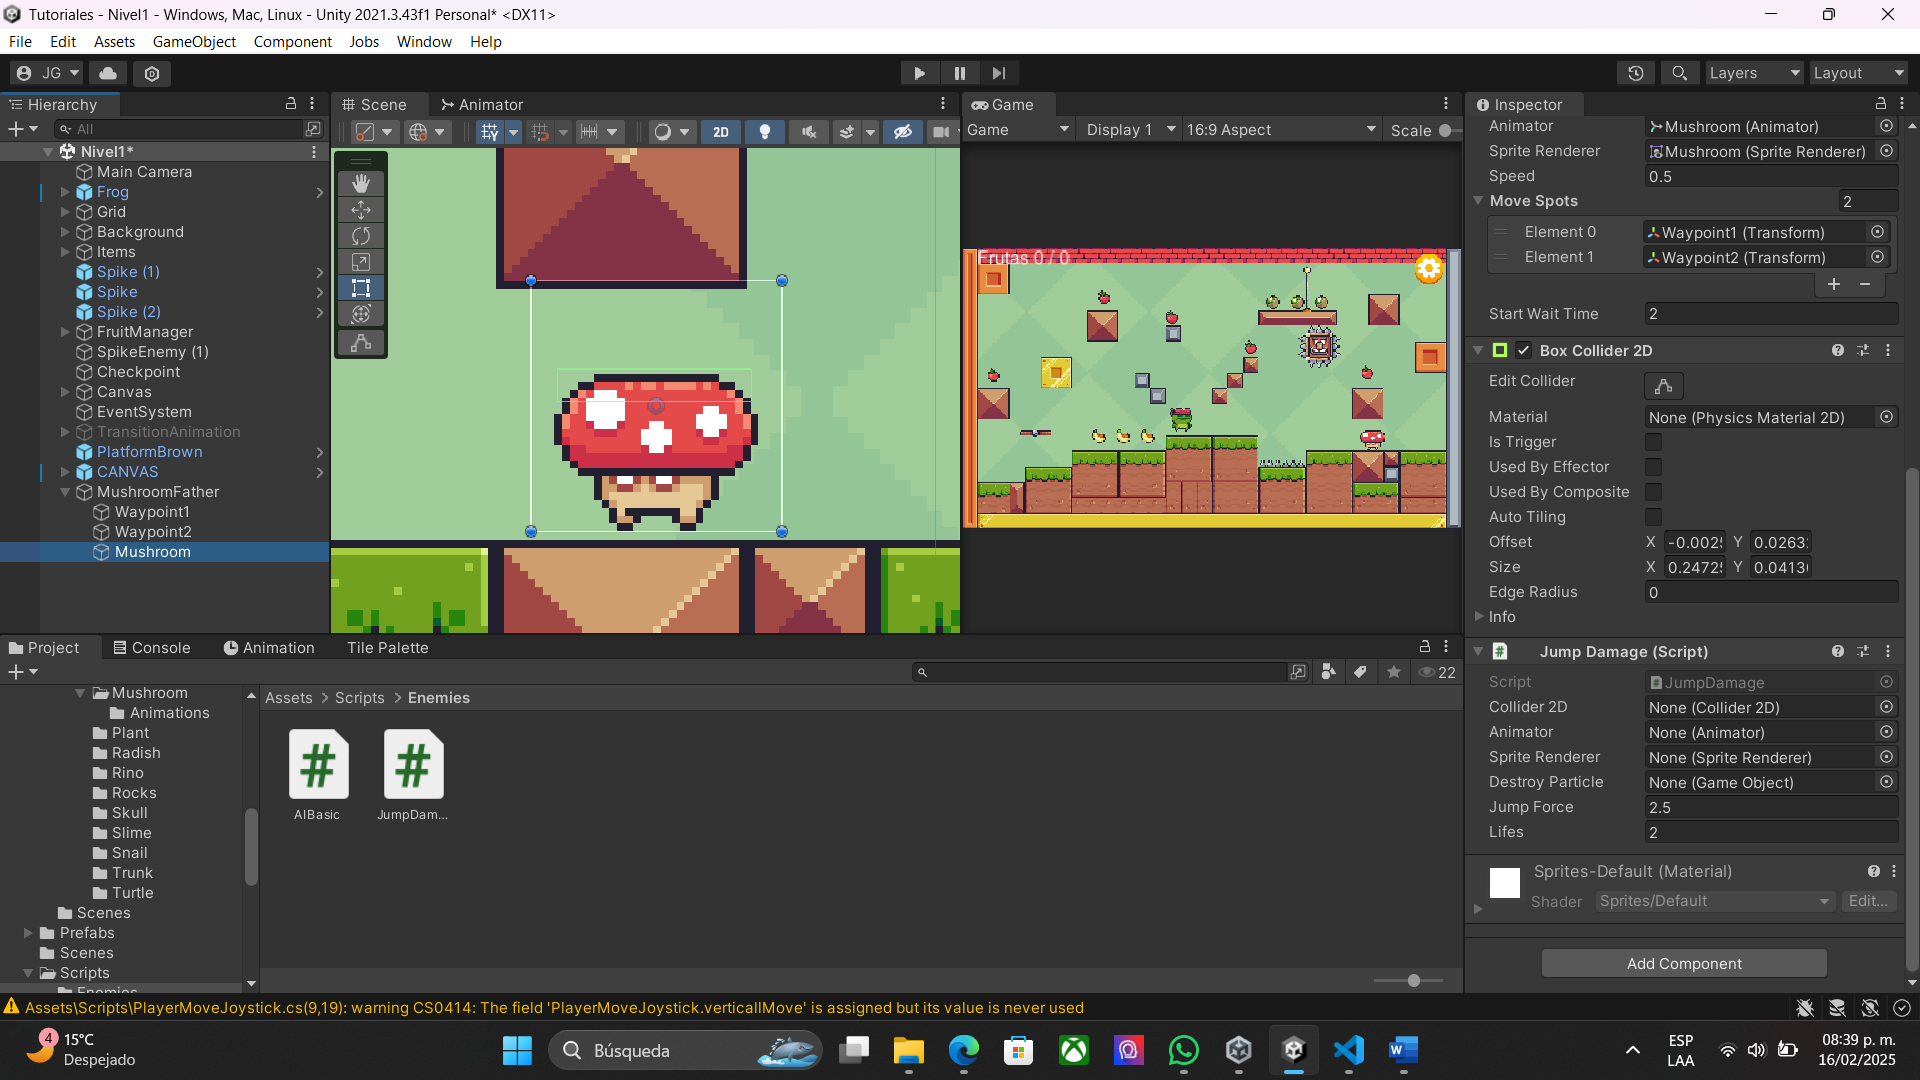 Tutoriales - Nivel1 - Windows, Mac, Linux - Unity 2021.3.43f1 Personal* <DX11>
File Edit Assets GameObject Component Jobs Window Help
JG
Layers
Layout
Hierarchy
All
Nivel1*
Main Camera
Frog
Grid
Background
Items
Spike (1)
Spike
Spike (2)
FruitManager
SpikeEnemy (1)
Checkpoint
Canvas
EventSystem
TransitionAnimation
PlatformBrown
CANVAS
MushroomFather
Waypoint1
Waypoint2
Mushroom
Scene
Animator
2D
Game
Game
Display 1
16:9 Aspect
Scale
Frutas 0 / 0
Inspector
Animator Mushroom (Animator)
Sprite Renderer Mushroom (Sprite Renderer)
Speed 0.5
Move Spots 2
Element 0 Waypoint1 (Transform)
Element 1 Waypoint2 (Transform)
Start Wait Time 2
Box Collider 2D
Edit Collider
Material None (Physics Material 2D)
Is Trigger
Used By Effector
Used By Composite
Auto Tiling
Offset X -0.002 Y 0.0263
Size X 0.2472 Y 0.0413
Edge Radius 0
Info
Jump Damage (Script)
Script JumpDamage
Collider 2D None (Collider 2D)
Animator None (Animator)
Sprite Renderer None (Sprite Renderer)
Destroy Particle None (Game Object)
Jump Force 2.5
Lifes 2
Sprites-Default (Material)
Shader Sprites/Default Edit...
Add Component
Project
Console
Animation
Tile Palette
22
Mushroom
Animations
Plant
Radish
Rino
Rocks
Skull
Slime
Snail
Trunk
Turtle
Scenes
Prefabs
Scenes
Scripts
Enemies
Assets > Scripts > Enemies
AIBasic
JumpDam...
Assets\Scripts\PlayerMoveJoystick.cs(9,19): warning CS0414: The field 'PlayerMoveJoystick.verticallMove' is assigned but its value is never used
4
15°C
Despejado
Búsqueda
ESP
LAA
08:39 p. m.
16/02/2025